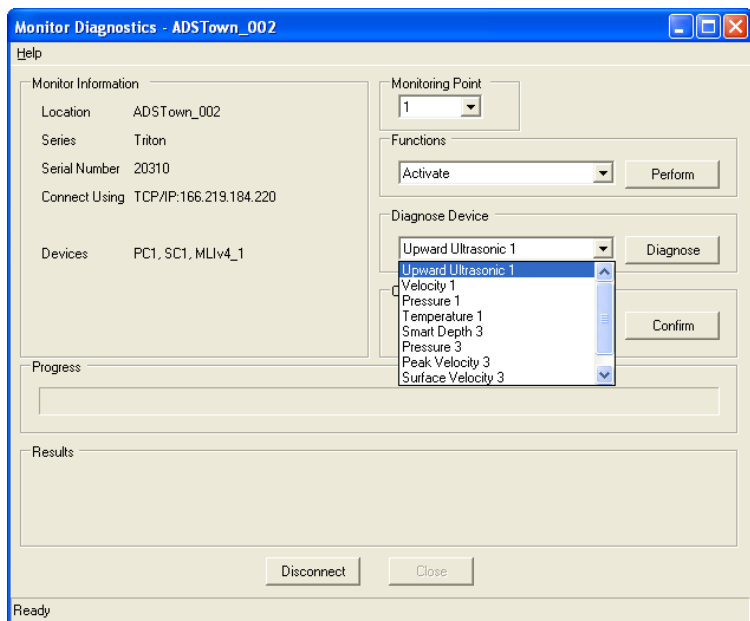 Monitor Diagnostics - ADSTown_002
Help
Monitor Information
Location ADSTown_002
Series Triton
Serial Number 20310
Connect Using TCP/IP:166.219.184.220
Devices PC1, SC1, MLIv4_1
Monitoring Point
1
Functions
Activate Perform
Diagnose Device
Upward Ultrasonic 1 Diagnose
Upward Ultrasonic 1
Velocity 1
Pressure 1
Temperature 1
Smart Depth 3
Pressure 3
Peak Velocity 3
Surface Velocity 3
Confirm
Progress
Results
Disconnect Close
Ready